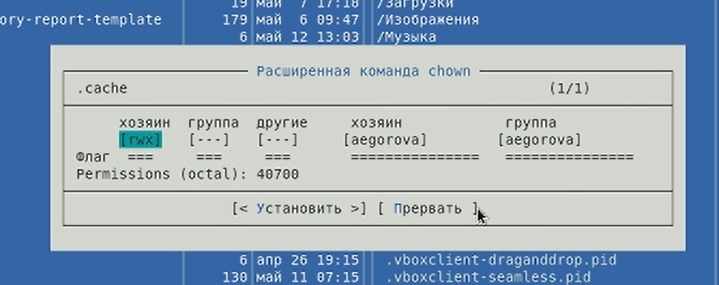 19 май 7 17:18 /Загрузки
ory-report-template 179 май 6 09:47 /Изображения
6 май 12 13:03 /Музыка
Расширенная команда chown
.cache (1/1)
хозяин группа другие хозяин группа
[rwx] [---] [---] [aegorova] [aegorova]
Флаг === === === =============== ===============
Permissions (octal): 40700
[< Установить >] [ Прервать ]
6 апр 26 19:15 .vboxclient-draganddrop.pid
130 май 11 07:15 .vboxclient-seamless.pid